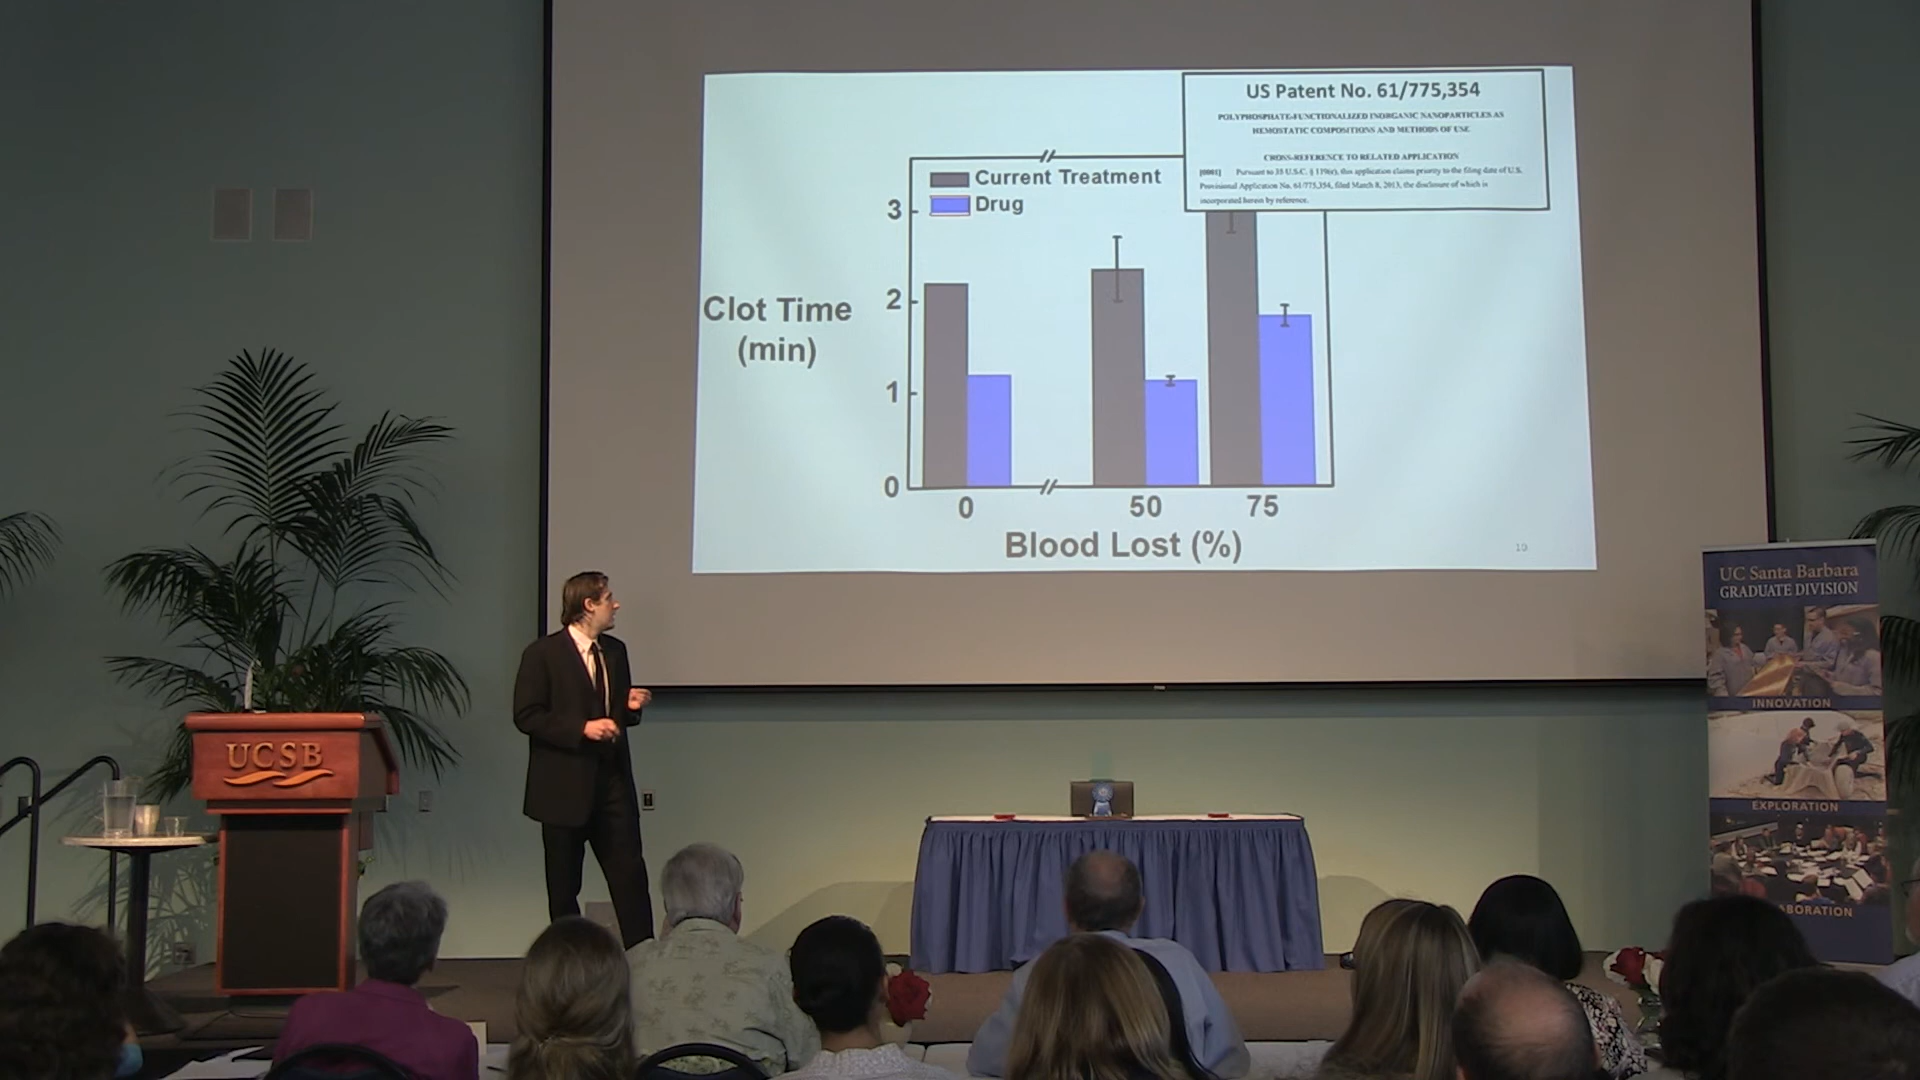 US Patent No. 61/775,354
POLYPHOSPHATE-FUNCTIONALIZED INORGANIC NANOPARTICLES AS
HEMOSTATIC COMPOSITIONS AND METHODS OF USE
CROSS-REFERENCE TO RELATED APPLICATION
[0001] Pursuant to 35 U.S.C. § 119(e), this application claims priority to the filing date of U.S.
Provisional Application No. 61/775,354, filed March 8, 2013, the disclosure of which is
incorporated herein by reference.
Current Treatment
Drug
3
2
1
0
Clot Time
(min)
0 50 75
Blood Lost (%)
19
UCSB
UC Santa Barbara
GRADUATE DIVISION
INNOVATION
EXPLORATION
ABORATION